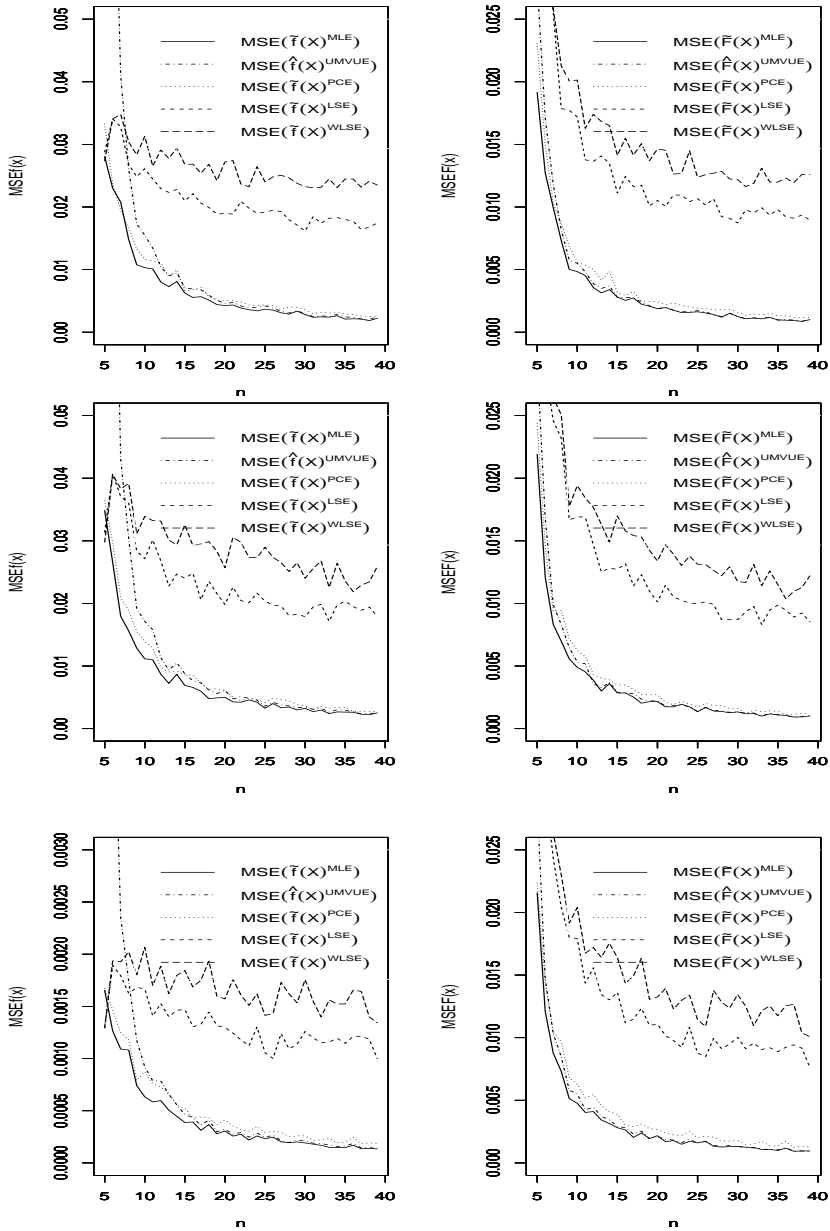 0.05
0.04
0.03
0.02
0.01
0.00
MSEf(x)
MSE(f̃(x)^MLE)
MSE(f̂(x)^UMVUE)
MSE(f̃(x)^PCE)
MSE(f̃(x)^LSE)
MSE(f̃(x)^WLSE)
5 10 15 20 25 30 35 40
n
0.025
0.020
0.015
0.010
0.005
0.000
MSEF(x)
MSE(F̃(x)^MLE)
MSE(F̂(x)^UMVUE)
MSE(F̃(x)^PCE)
MSE(F̃(x)^LSE)
MSE(F̃(x)^WLSE)
5 10 15 20 25 30 35 40
n
0.05
0.04
0.03
0.02
0.01
0.00
MSEf(x)
MSE(f̃(x)^MLE)
MSE(f̂(x)^UMVUE)
MSE(f̃(x)^PCE)
MSE(f̃(x)^LSE)
MSE(f̃(x)^WLSE)
5 10 15 20 25 30 35 40
n
0.025
0.020
0.015
0.010
0.005
0.000
MSEF(x)
MSE(F̃(x)^MLE)
MSE(F̂(x)^UMVUE)
MSE(F̃(x)^PCE)
MSE(F̃(x)^LSE)
MSE(F̃(x)^WLSE)
5 10 15 20 25 30 35 40
n
0.0030
0.0025
0.0020
0.0015
0.0010
0.0005
0.0000
MSEf(x)
MSE(f̃(x)^MLE)
MSE(f̂(x)^UMVUE)
MSE(f̃(x)^PCE)
MSE(f̃(x)^LSE)
MSE(f̃(x)^WLSE)
5 10 15 20 25 30 35 40
n
0.025
0.020
0.015
0.010
0.005
0.000
MSEF(x)
MSE(F̃(x)^MLE)
MSE(F̂(x)^UMVUE)
MSE(F̃(x)^PCE)
MSE(F̃(x)^LSE)
MSE(F̃(x)^WLSE)
5 10 15 20 25 30 35 40
n